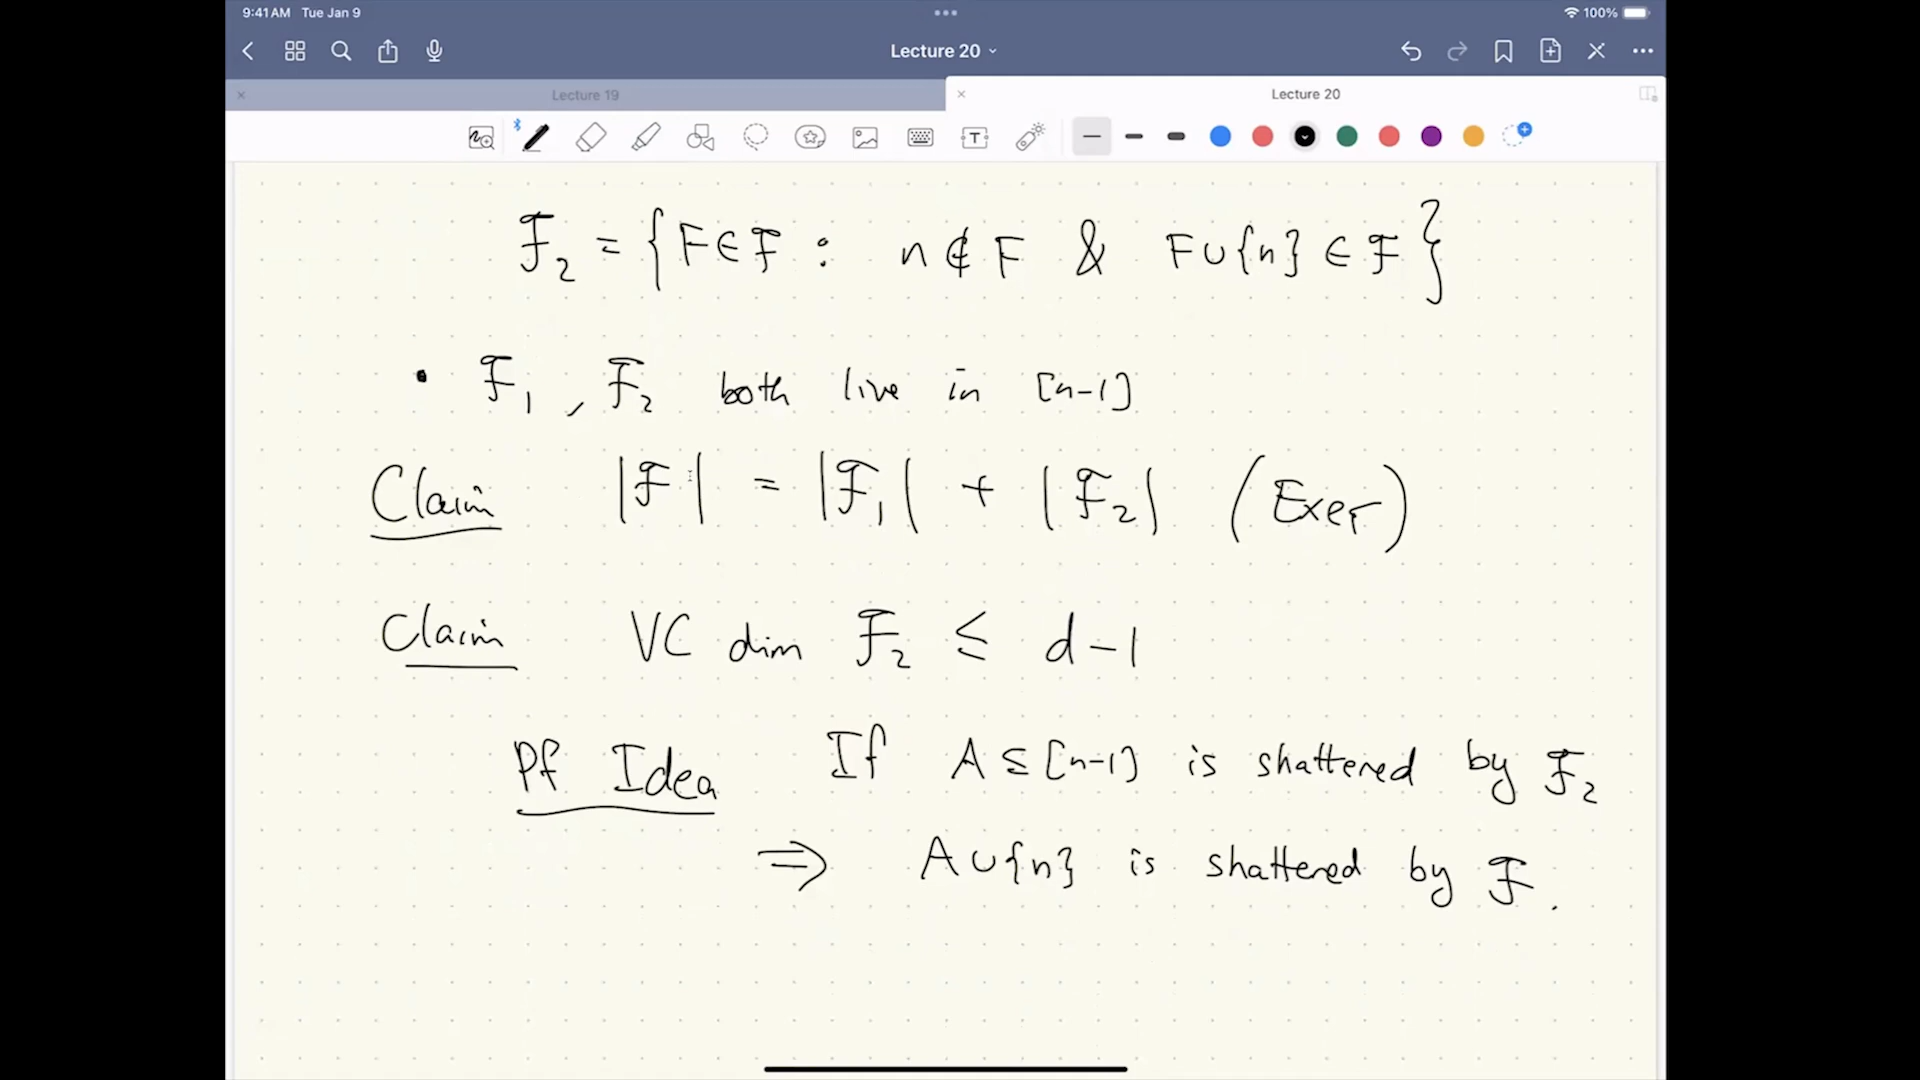 9:41 AM Tue Jan 9
100%
Lecture 20
Lecture 19
Lecture 20
T
ℱ₂ = { F ∈ ℱ : n ∉ F & F ∪ {n} ∈ ℱ }
• ℱ₁, ℱ₂ both live in [n-1]
Claim |ℱ| = |ℱ₁| + |ℱ₂| (Exer)
Claim VC dim ℱ₂ ≤ d-1
Pf Idea If A ⊆ [n-1] is shattered by ℱ₂
⇒ A ∪ {n} is shattered by ℱ.